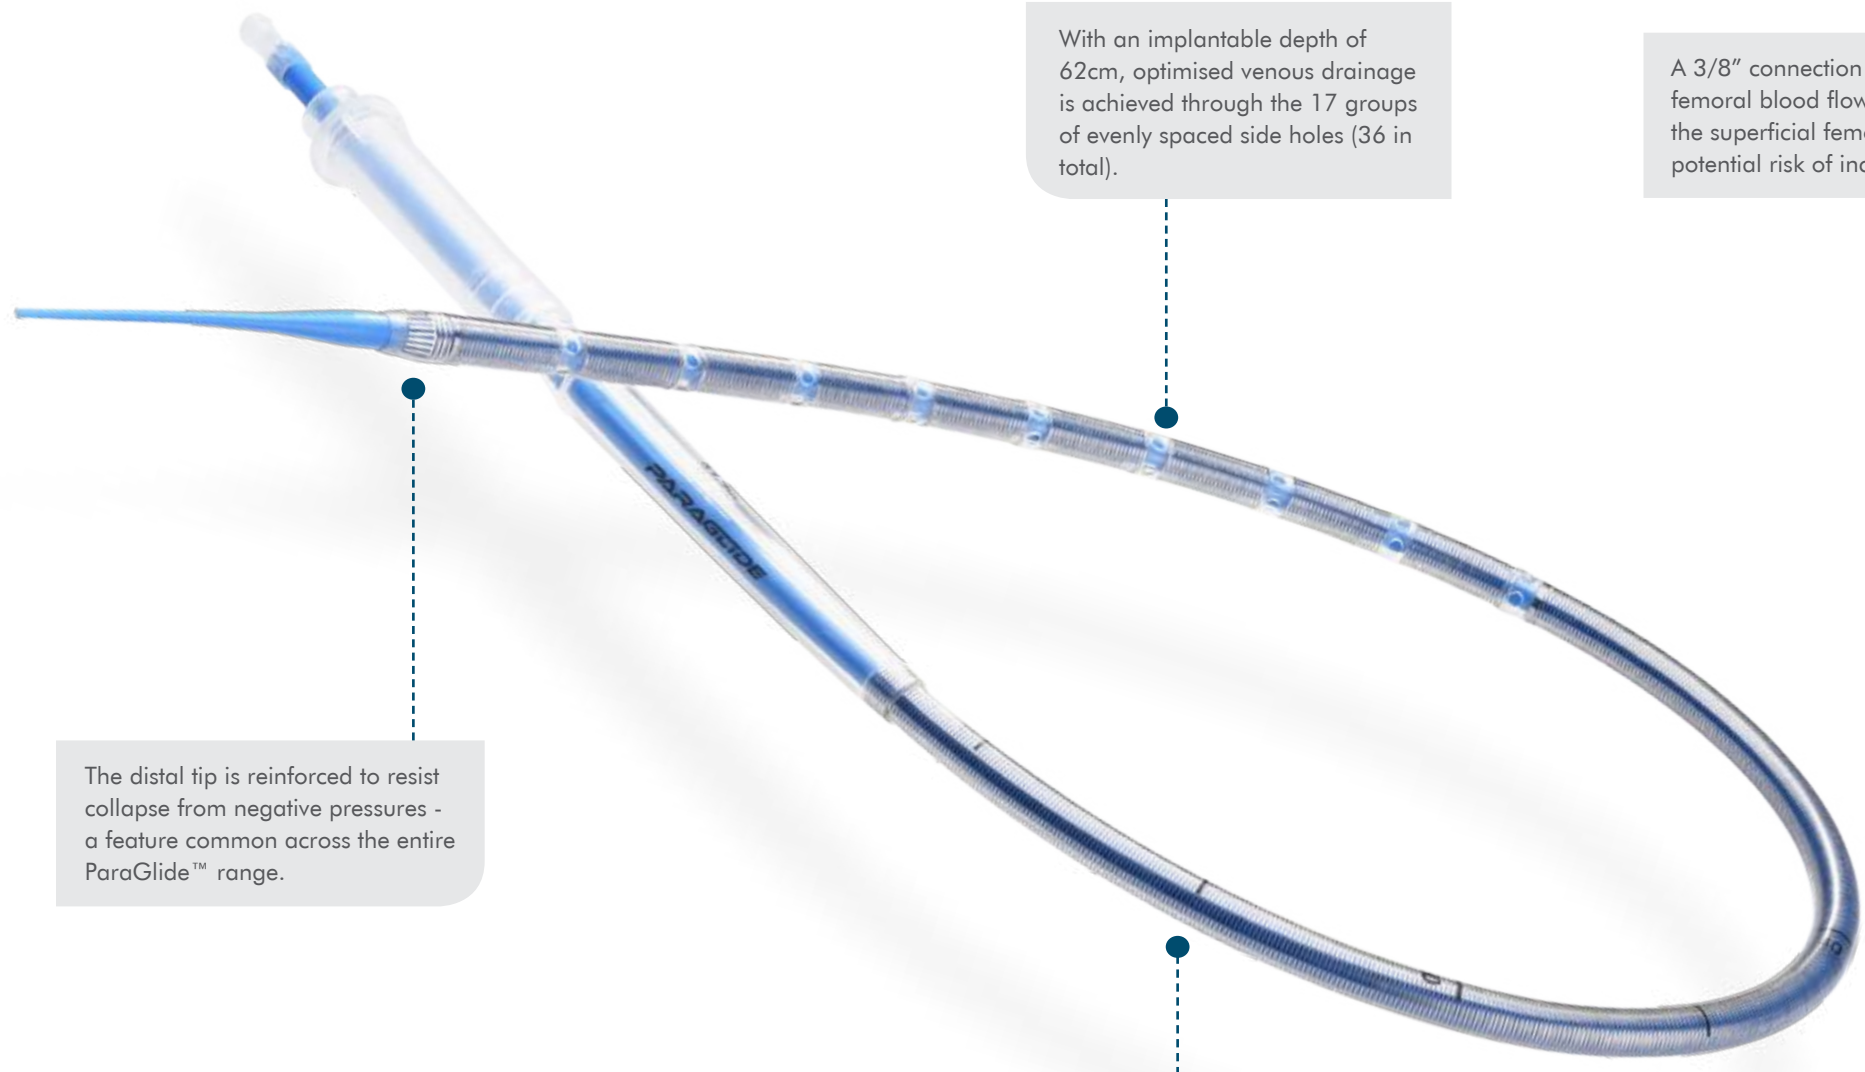 With an implantable depth of
62cm, optimised venous drainage
is achieved through the 17 groups
of evenly spaced side holes (36 in
total).
A 3/8” connection
femoral blood flow
the superficial
potential risk of
PARAGLIDE
The distal tip is reinforced to resist
collapse from negative pressures -
a feature common across the entire
ParaGlide™ range.